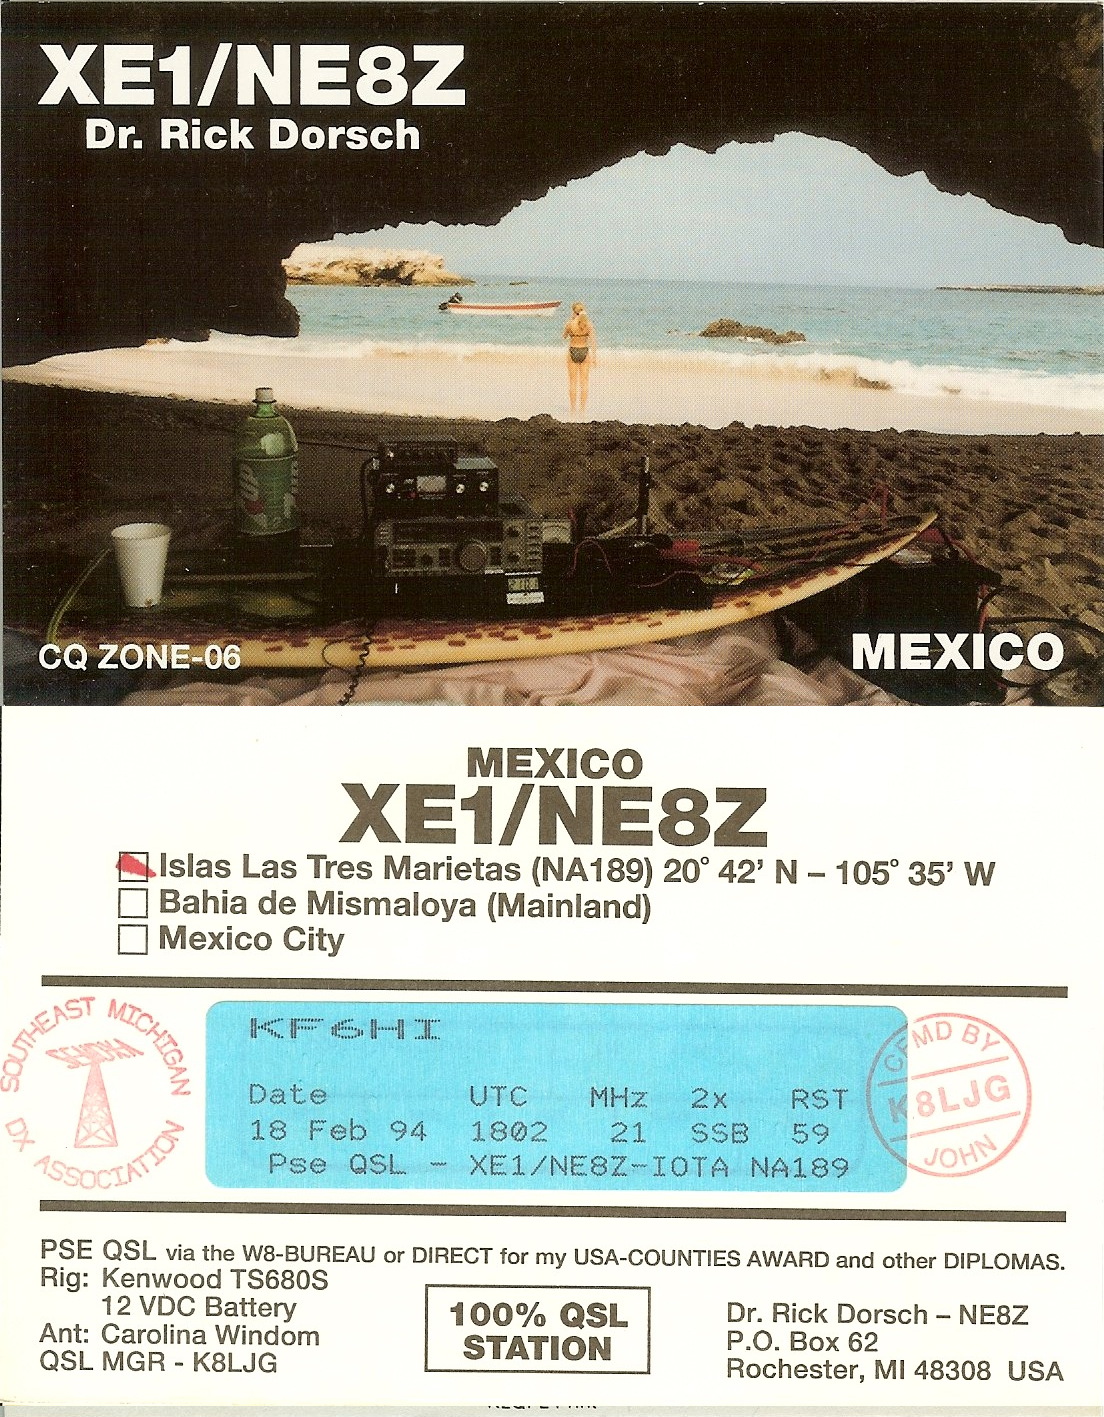 XE1/NE8Z
Dr. Rick Dorsch
UP
CQ ZONE-06
MEXICO
MEXICO
XE1/NE8Z
Islas Las Tres Marietas (NA189) 20° 42' N – 105° 35' W
Bahia de Mismaloya (Mainland)
Mexico City
SOUTHEAST MICHIGAN
SEMDXA
DX ASSOCIATION
KF6HI
Date UTC MHz 2x RST
18 Feb 94 1802 21 SSB 59
Pse QSL - XE1/NE8Z-IOTA NA189
CFMD BY
K8LJG
JOHN
PSE QSL via the W8-BUREAU or DIRECT for my USA-COUNTIES AWARD and other DIPLOMAS.
Rig: Kenwood TS680S
12 VDC Battery
Ant: Carolina Windom
QSL MGR - K8LJG
100% QSL
STATION
Dr. Rick Dorsch – NE8Z
P.O. Box 62
Rochester, MI 48308 USA